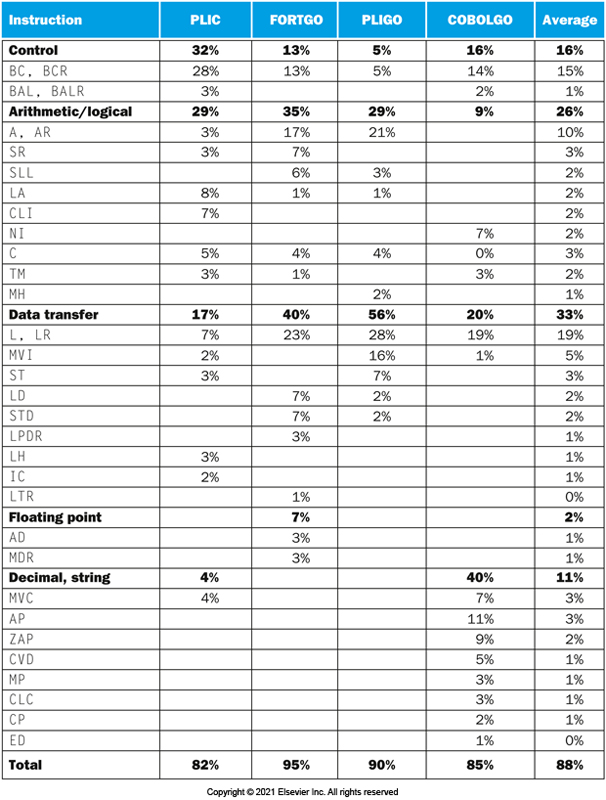 Instruction PLIC FORTGO PLIGO COBOLGO Average
Control 32% 13% 5% 16% 16%
BC, BCR 28% 13% 5% 14% 15%
BAL, BALR 3% 2% 1%
Arithmetic/logical 29% 35% 29% 9% 26%
A, AR 3% 17% 21% 10%
SR 3% 7% 3%
SLL 6% 3% 2%
LA 8% 1% 1% 2%
CLI 7% 2%
NI 7% 2%
C 5% 4% 4% 0% 3%
TM 3% 1% 3% 2%
MH 2% 1%
Data transfer 17% 40% 56% 20% 33%
L, LR 7% 23% 28% 19% 19%
MVI 2% 16% 1% 5%
ST 3% 7% 3%
LD 7% 2% 2%
STD 7% 2% 2%
LPDR 3% 1%
LH 3% 1%
IC 2% 1%
LTR 1% 0%
Floating point 7% 2%
AD 3% 1%
MDR 3% 1%
Decimal, string 4% 40% 11%
MVC 4% 7% 3%
AP 11% 3%
ZAP 9% 2%
CVD 5% 1%
MP 3% 1%
CLC 3% 1%
CP 2% 1%
ED 1% 0%
Total 82% 95% 90% 85% 88%
Copyright © 2021 Elsevier Inc. All rights reserved